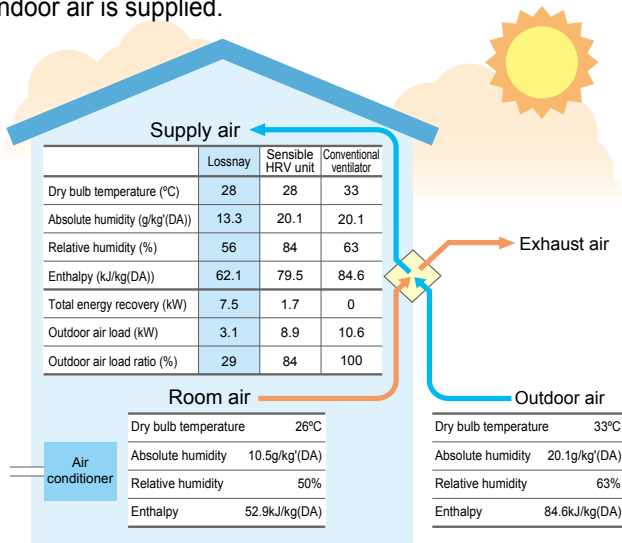 ndoor air is supplied.
Supply air
Lossnay Sensible HRV unit Conventional ventilator
Dry bulb temperature (ºC) 28 28 33
Absolute humidity (g/kg'(DA)) 13.3 20.1 20.1
Relative humidity (%) 56 84 63
Enthalpy (kJ/kg(DA)) 62.1 79.5 84.6
Total energy recovery (kW) 7.5 1.7 0
Outdoor air load (kW) 3.1 8.9 10.6
Outdoor air load ratio (%) 29 84 100
Exhaust air
Room air
Dry bulb temperature 26ºC
Absolute humidity 10.5g/kg'(DA)
Relative humidity 50%
Enthalpy 52.9kJ/kg(DA)
Air
conditioner
Outdoor air
Dry bulb temperature 33ºC
Absolute humidity 20.1g/kg'(DA)
Relative humidity 63%
Enthalpy 84.6kJ/kg(DA)